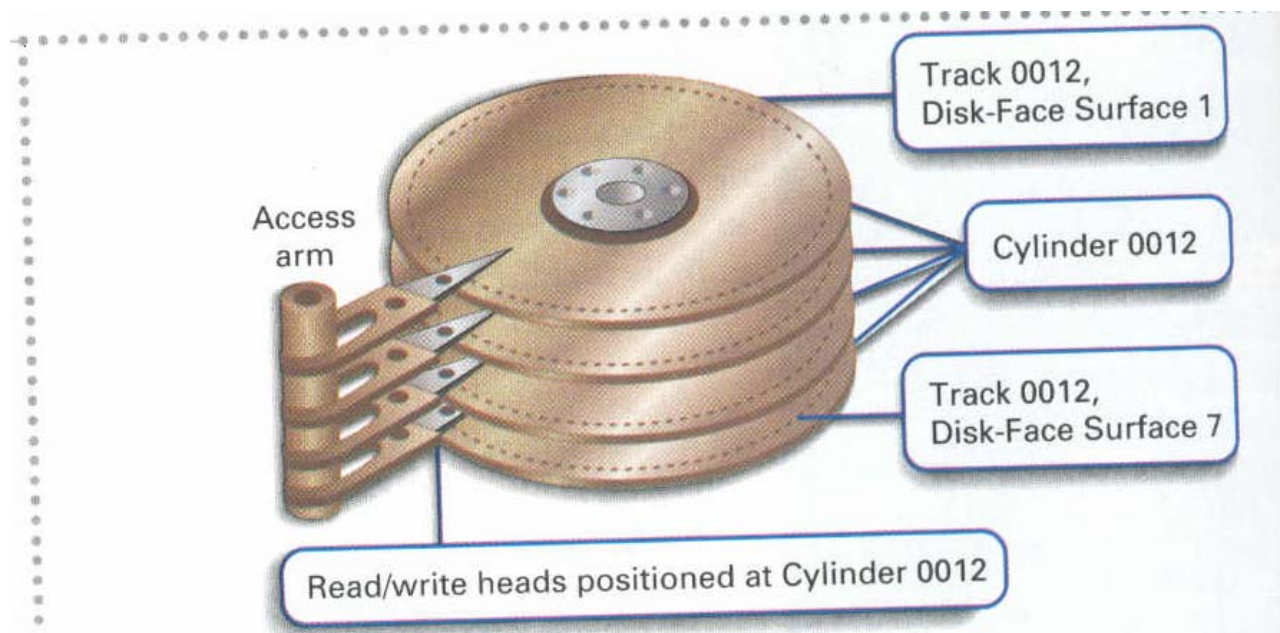 Track 0012,
Disk-Face Surface 1
Access
arm
Cylinder 0012
Track 0012,
Disk-Face Surface 7
Read/write heads positioned at Cylinder 0012